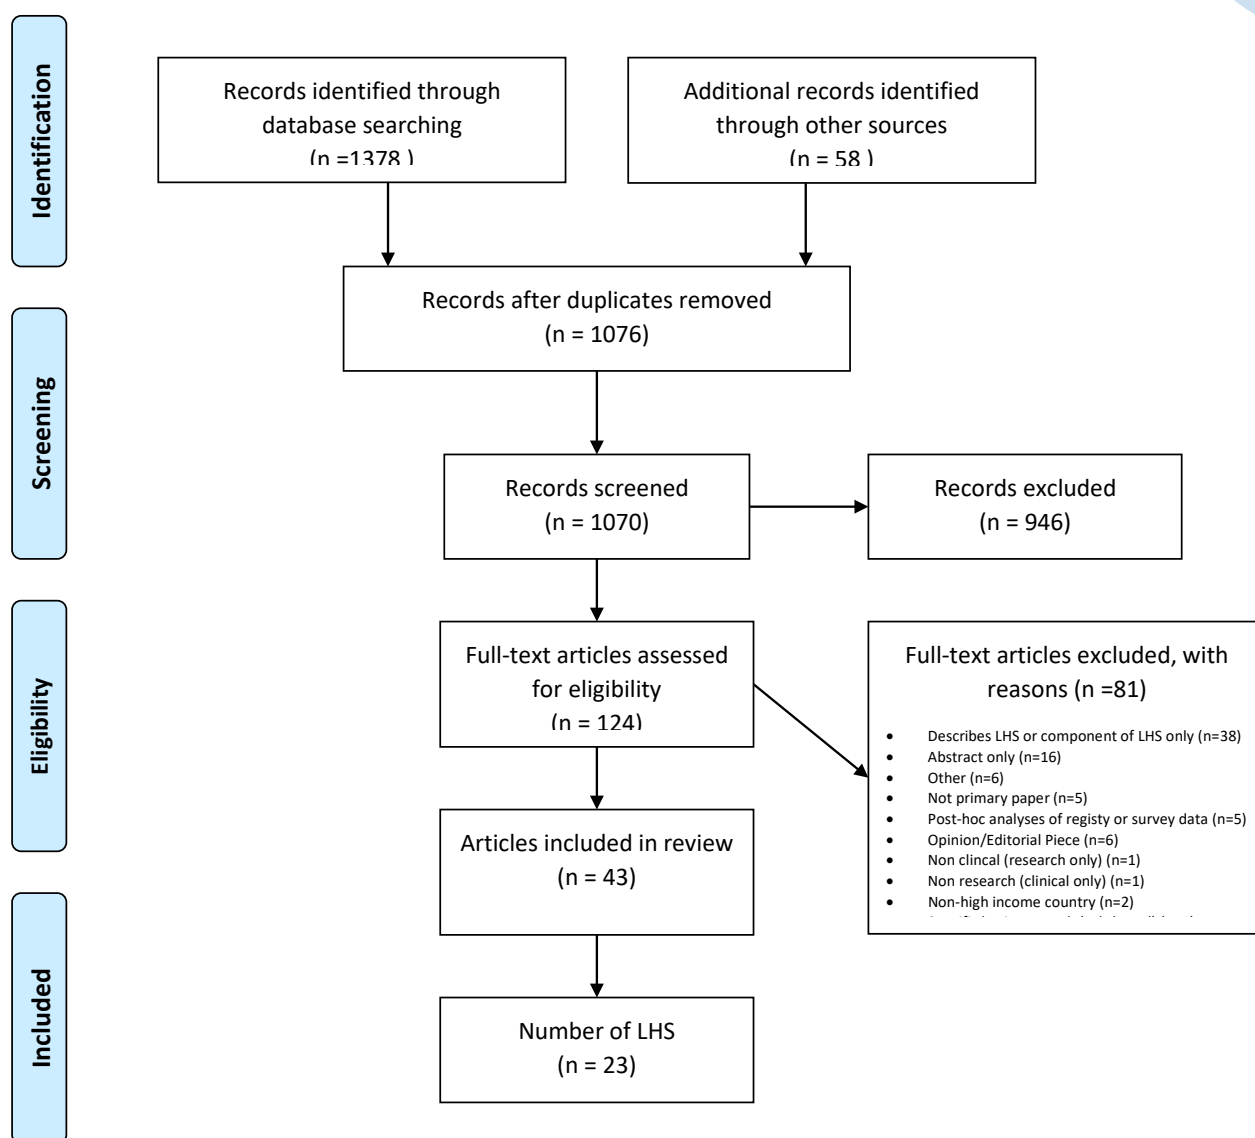 Identification
Records identified through
database searching
(n =1378 )
Additional records identified
through other sources
(n = 58 )
Records after duplicates removed
(n = 1076)
Screening
Records screened
(n = 1070)
Records excluded
(n = 946)
Eligibility
Full-text articles assessed
for eligibility
(n = 124)
Full-text articles excluded, with
reasons (n =81)
• Describes LHS or component of LHS only (n=38)
• Abstract only (n=16)
• Other (n=6)
• Not primary paper (n=5)
• Post-hoc analyses of registy or survey data (n=5)
• Opinion/Editorial Piece (n=6)
• Non clincal (research only) (n=1)
• Non research (clinical only) (n=1)
• Non-high income country (n=2)
Articles included in review
(n = 43)
Included
Number of LHS
(n = 23)